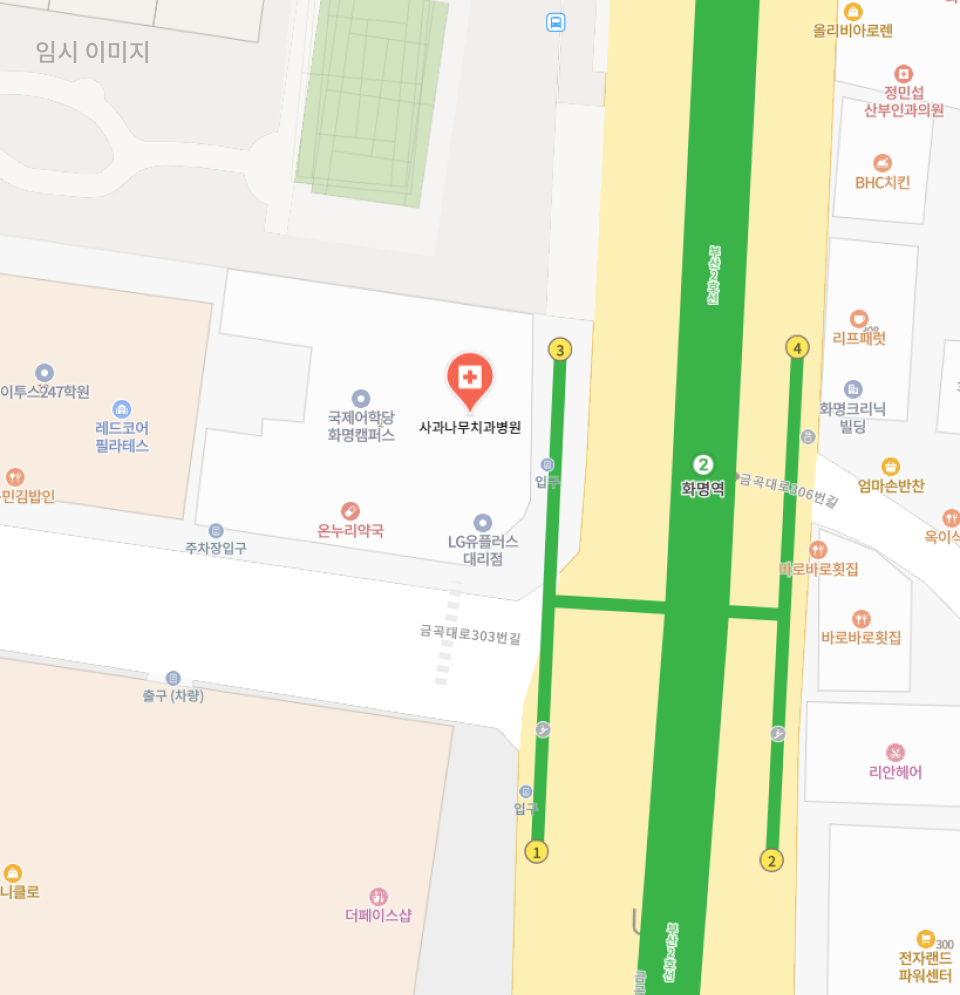 임시 이미지
올리비아로렌
정민섭
산부인과의원
BHC치킨
부산2호선
리프패럿
3
4
이투스247학원
레드코어
필라테스
국제어학당
화명캠퍼스
사과나무치과병원
화명크리닉
빌딩
2
화명역
금곡대로306번길
입구
엄마손반찬
민김밥인
온누리약국
주차장입구
LG유플러스
대리점
옥이식
바로바로횟집
바로바로횟집
금곡대로303번길
출구 (차량)
리안헤어
입구
1
2
니클로
더페이스샵
부산2호선
300
전자랜드
파워센터